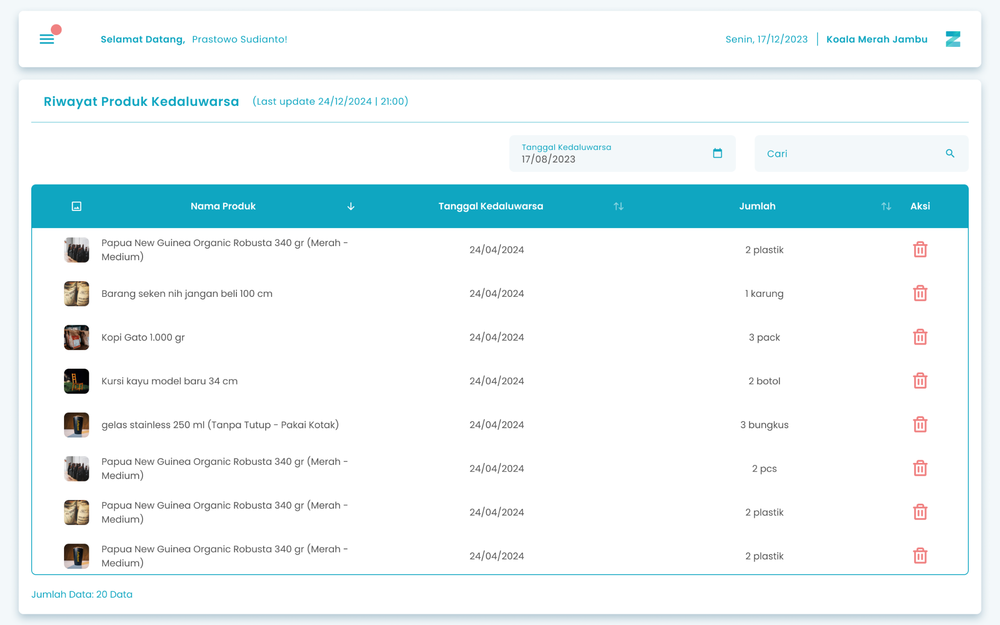 Selamat Datang, Prastowo Sudianto!
Senin, 17/12/2023
Koala Merah Jambu
Riwayat Produk Kedaluwarsa (Last update 24/12/2024 | 21:00)
Tanggal Kedaluwarsa
17/08/2023
Cari
Nama Produk Tanggal Kedaluwarsa Jumlah Aksi
Papua New Guinea Organic Robusta 340 gr (Merah -
Medium)
24/04/2024 2 plastik
Barang seken nih jangan beli 100 cm 24/04/2024 1 karung
Kopi Gato 1.000 gr 24/04/2024 3 pack
Kursi kayu model baru 34 cm 24/04/2024 2 botol
gelas stainless 250 ml (Tanpa Tutup - Pakai Kotak) 24/04/2024 3 bungkus
Papua New Guinea Organic Robusta 340 gr (Merah -
Medium)
24/04/2024 2 pcs
Papua New Guinea Organic Robusta 340 gr (Merah -
Medium)
24/04/2024 2 plastik
Papua New Guinea Organic Robusta 340 gr (Merah -
Medium)
24/04/2024 2 plastik
Jumlah Data: 20 Data